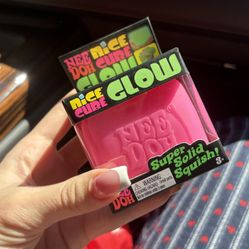 NEE
DOH
NiCE
CUBE
GLOW
NiCE
CUBE
GLOW
NEE
DOH
Super
Solid
Squish!
NEE
DOH
WARNING:
3+